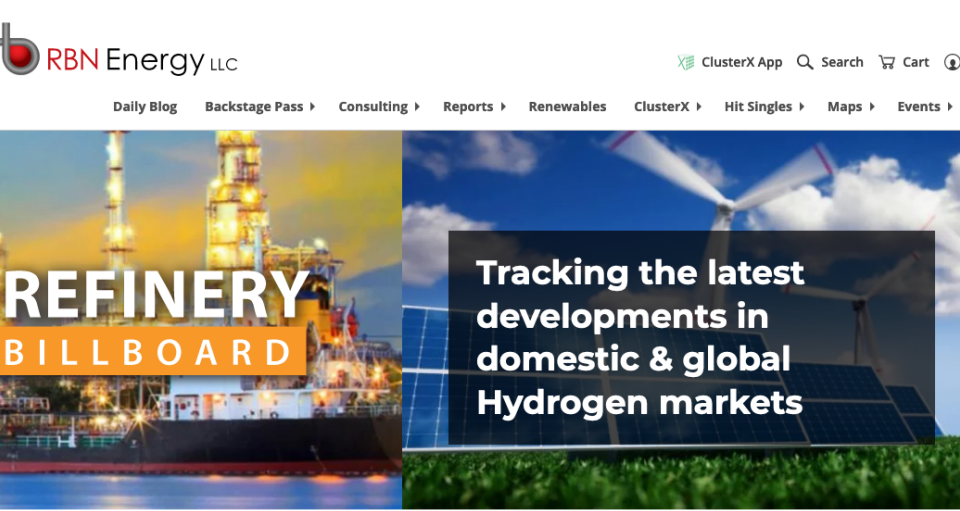 RBN Energy LLC
ClusterX App Search Cart
Daily Blog Backstage Pass Consulting Reports Renewables ClusterX Hit Singles Maps Events
REFINERY
BILLBOARD
Tracking the latest
developments in
domestic & global
Hydrogen markets